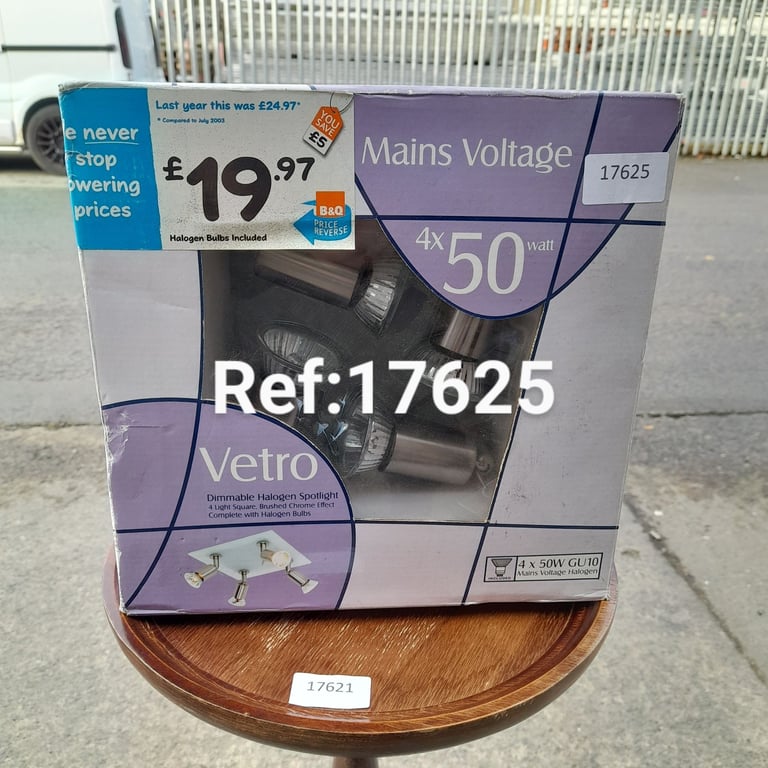 Last year this was £24.97*
* Compared to July 2003
YOU
SAVE
£5
e never
stop
owering
prices
£19.97
B&Q
PRICE
REVERSE
Halogen Bulbs Included
Mains Voltage
17625
4x 50 watt
Ref:17625
Vetro
Dimmable Halogen Spotlight
4 Light Square, Brushed Chrome Effect
Complete with Halogen Bulbs
INCLUDED
4 x 50W GU10
Mains Voltage Halogen
17621